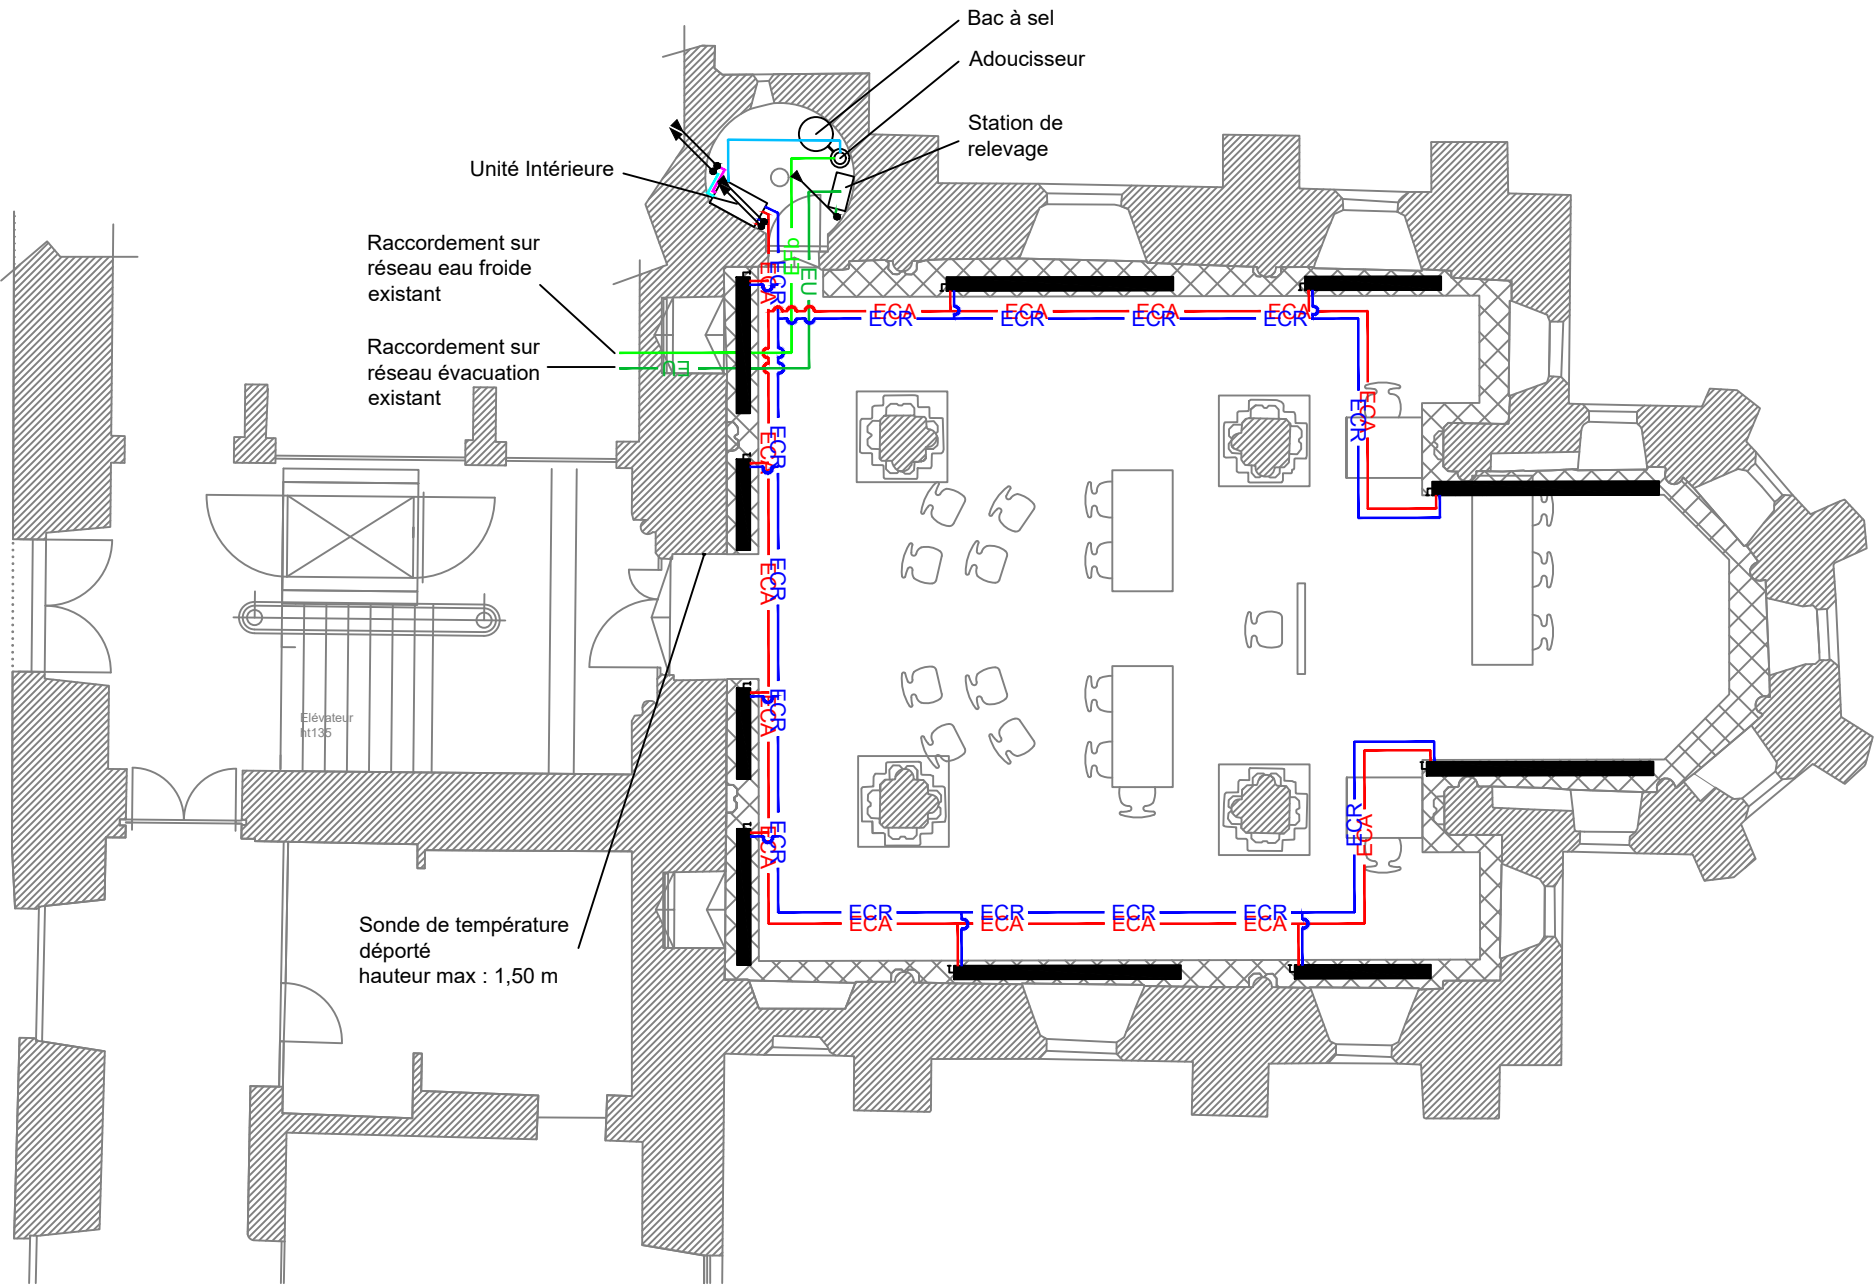 Bac à sel
Adoucisseur
Station de
relevage
Unité Intérieure
Raccordement sur
réseau eau froide
existant
Raccordement sur
réseau évacuation
existant
ECA
ECR
EU
ECA ECA ECA ECA
ECR ECR ECR ECR
EU
ECA
ECR
ECA
ECR
ECA
ECR
ECA
ECR
Elévateur
ht135
ECA
ECR
ECR
ECA
ECR ECR ECR ECR
ECA ECA ECA ECA
Sonde de température
déporté
hauteur max : 1,50 m